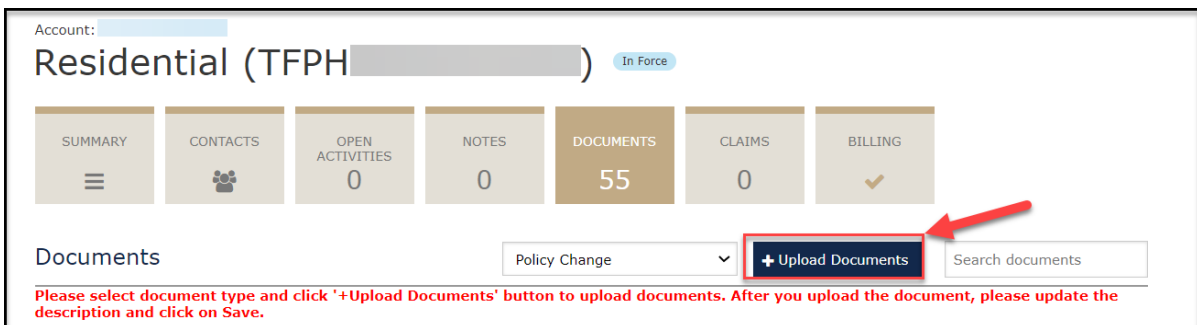 Account:
Residential (TFPH ) In Force
SUMMARY CONTACTS OPEN ACTIVITIES NOTES DOCUMENTS CLAIMS BILLING
0 0 55 0
Documents Policy Change + Upload Documents Search documents
Please select document type and click '+Upload Documents' button to upload documents. After you upload the document, please update the
description and click on Save.